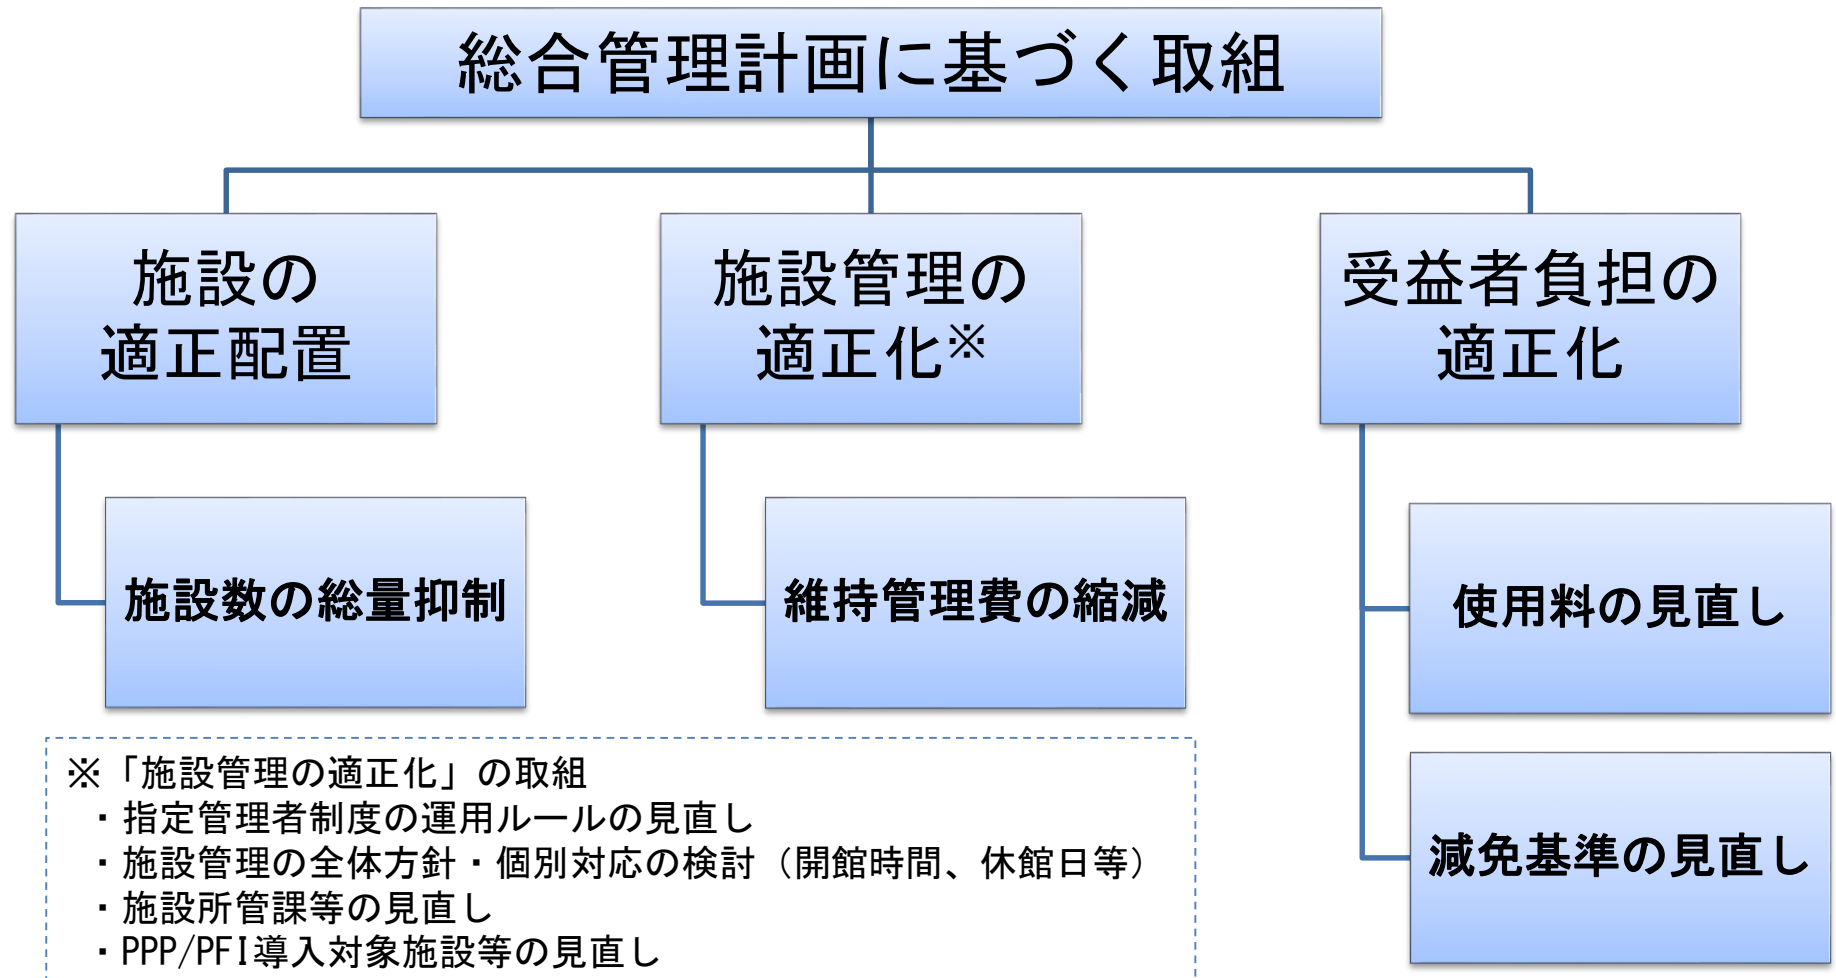 総合管理計画に基づく取組
施設の
適正配置
施設管理の
適正化※
受益者負担の
適正化
施設数の総量抑制
維持管理費の縮減
使用料の見直し
減免基準の見直し
※「施設管理の適正化」の取組
・指定管理者制度の運用ルールの見直し
・施設管理の全体方針・個別対応の検討（開館時間、休館日等）
・施設所管課等の見直し
・PPP/PFI導入対象施設等の見直し